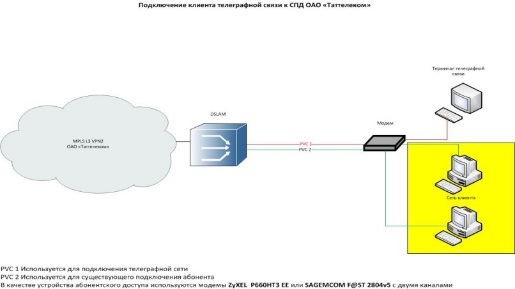 Подключение клиента телеграфной связи к СПД ОАО «Таттелеком»
Терминал телеграфной
связи
DSLAM
Модем
MPLS L3 VPN2
ОАО «Таттелеком»
PVC 1
PVC 2
Сеть клиента
PVC 1 Используется для подключения телеграфной сети
PVC 2 Используется для существующего подключения абонента
В качестве устройства абонентского доступа используются модемы ZyXEL P660HT3 EE или SAGEMCOM F@ST 2804v5 с двумя каналами